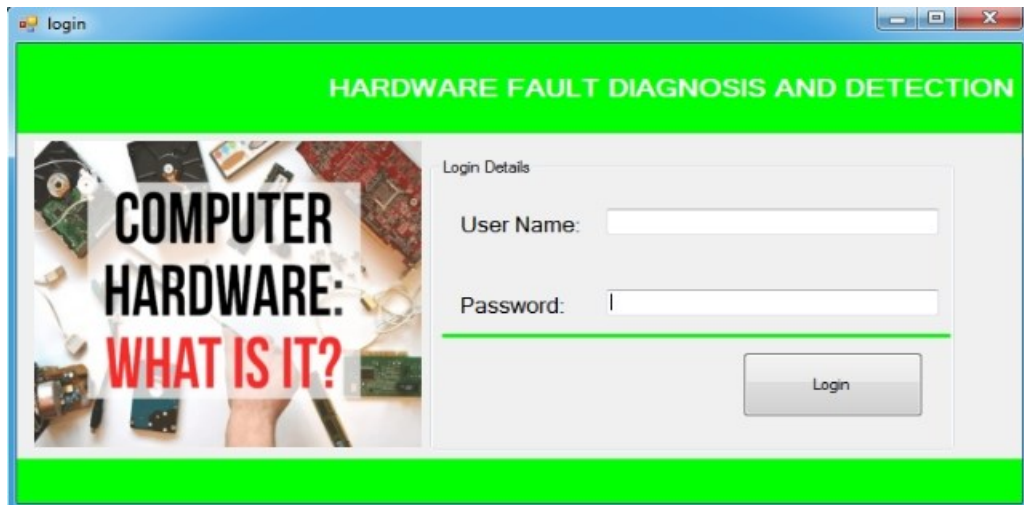 login
HARDWARE FAULT DIAGNOSIS AND DETECTION
COMPUTER
HARDWARE:
WHAT IS IT?
Login Details
User Name:
Password:
Login